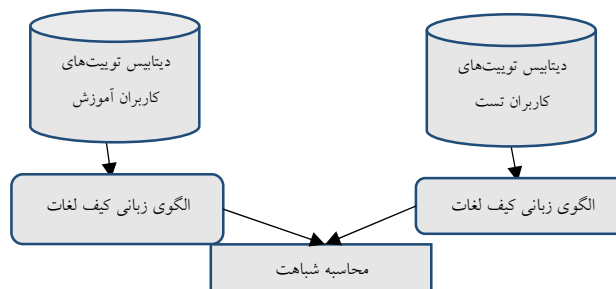 دیتابیس توییت‌های
کاربران آموزش
دیتابیس توییت‌های
کاربران تست
الگوی زبانی کیف لغات
الگوی زبانی کیف لغات
محاسبه شباهت